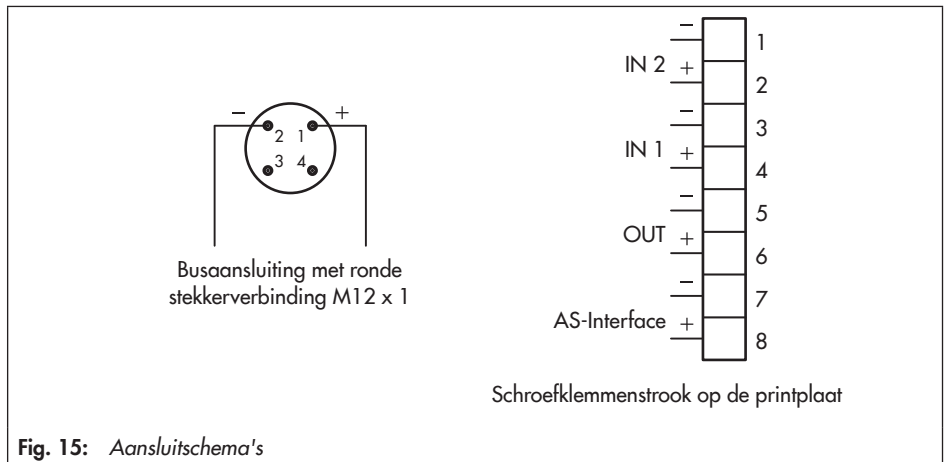 − +
2 1
3 4
Busaansluiting met ronde
stekkerverbinding M12 x 1
− 1
IN 2 + 2
− 3
IN 1 + 4
− 5
OUT + 6
− 7
AS-Interface + 8
Schroefklemmenstrook op de printplaat
Fig. 15: Aansluitschema's